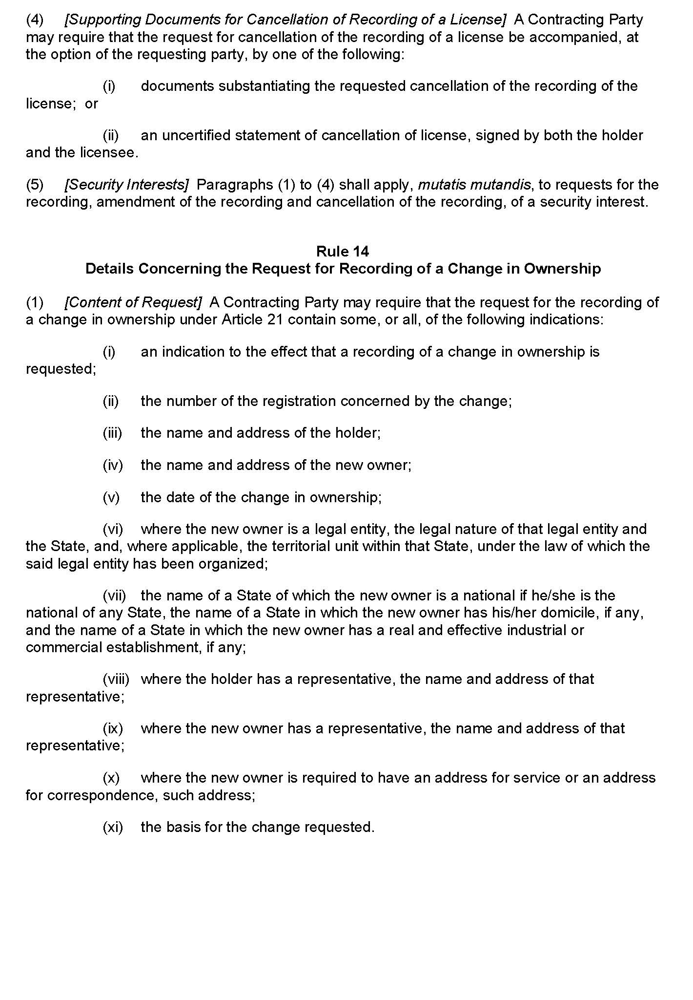 (4) [Supporting Documents for Cancellation of Recording of a License] A Contracting Party
may require that the request for cancellation of the recording of a license be accompanied, at
the option of the requesting party, by one of the following:
(i) documents substantiating the requested cancellation of the recording of the
license; or
(ii) an uncertified statement of cancellation of license, signed by both the holder
and the licensee.
(5) [Security Interests] Paragraphs (1) to (4) shall apply, mutatis mutandis, to requests for the
recording, amendment of the recording and cancellation of the recording, of a security interest.
Rule 14
Details Concerning the Request for Recording of a Change in Ownership
(1) [Content of Request] A Contracting Party may require that the request for the recording of
a change in ownership under Article 21 contain some, or all, of the following indications:
(i) an indication to the effect that a recording of a change in ownership is
requested;
(ii) the number of the registration concerned by the change;
(iii) the name and address of the holder;
(iv) the name and address of the new owner;
(v) the date of the change in ownership;
(vi) where the new owner is a legal entity, the legal nature of that legal entity and
the State, and, where applicable, the territorial unit within that State, under the law of which the
said legal entity has been organized;
(vii) the name of a State of which the new owner is a national if he/she is the
national of any State, the name of a State in which the new owner has his/her domicile, if any,
and the name of a State in which the new owner has a real and effective industrial or
commercial establishment, if any;
(viii) where the holder has a representative, the name and address of that
representative;
(ix) where the new owner has a representative, the name and address of that
representative;
(x) where the new owner is required to have an address for service or an address
for correspondence, such address;
(xi) the basis for the change requested.